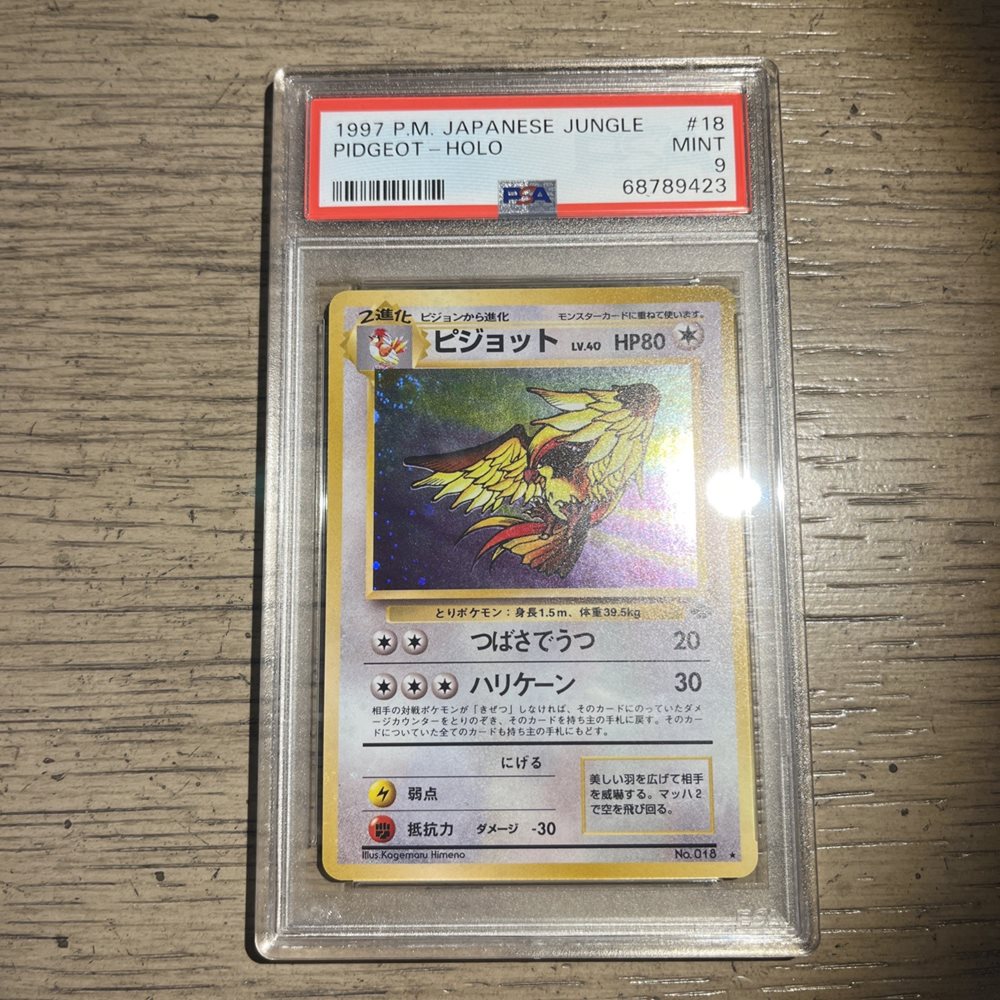 1997 P.M. JAPANESE JUNGLE #18
PIDGEOT - HOLO MINT
9
PSA 68789423
2進化 ピジョンから進化 モンスターカードに重ねて使います。
ピジョット LV.40 HP80
とりポケモン:身長1.5m、体重39.5kg
つばさでうつ 20
ハリケーン 30
相手の対戦ポケモンが「きぜつ」しなければ、そのカードにのっていたダメ
ージカウンターをとりのぞき、そのカードを持ち主の手札に戻す。そのカー
ドについていた全てのカードも持ち主の手札にもどす。
にげる
弱点
抵抗力 ダメージ -30
美しい羽を広げて相手
を威嚇する。マッハ2
で空を飛び回る。
Illus.Kagemaru Himeno No.018